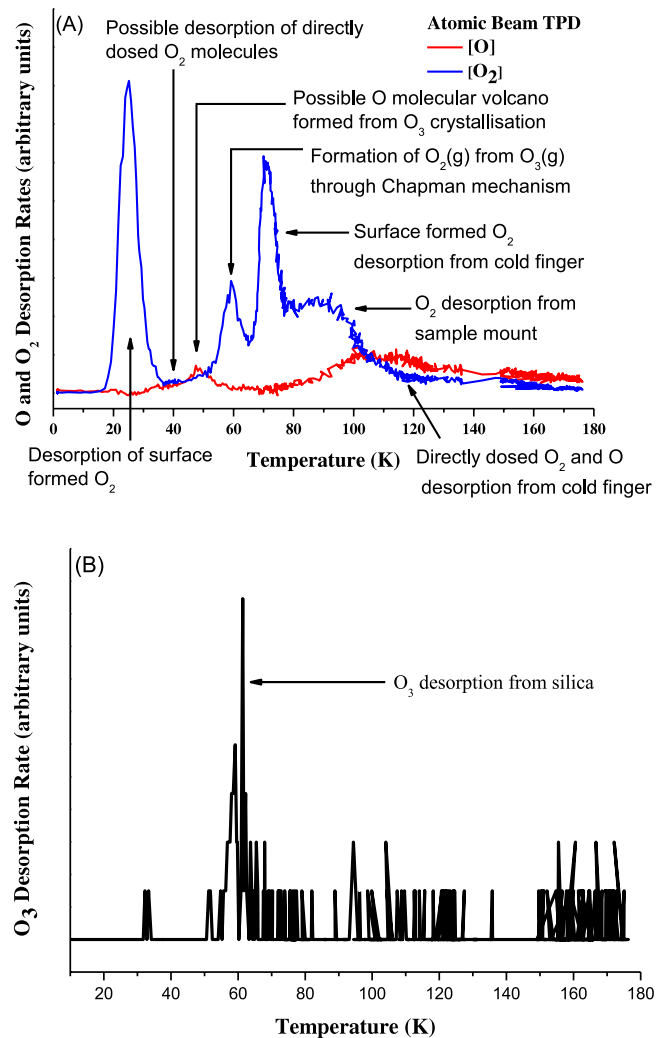 (A)
Possible desorption of directly
dosed O₂ molecules
Atomic Beam TPD
[O]
[O₂]
Possible O molecular volcano
formed from O₃ crystallisation
Formation of O₂(g) from O₃(g)
through Chapman mechanism
Surface formed O₂
desorption from cold finger
O₂ desorption from
sample mount
O and O₂ Desorption Rates (arbitrary units)
0 20 40 60 80 100 120 140 160 180
Desorption of surface
formed O₂
Temperature (K)
Directly dosed O₂ and O
desorption from cold finger
(B)
O₃ desorption from silica
O₃ Desorption Rate (arbitrary units)
20 40 60 80 100 120 140 160 180
Temperature (K)